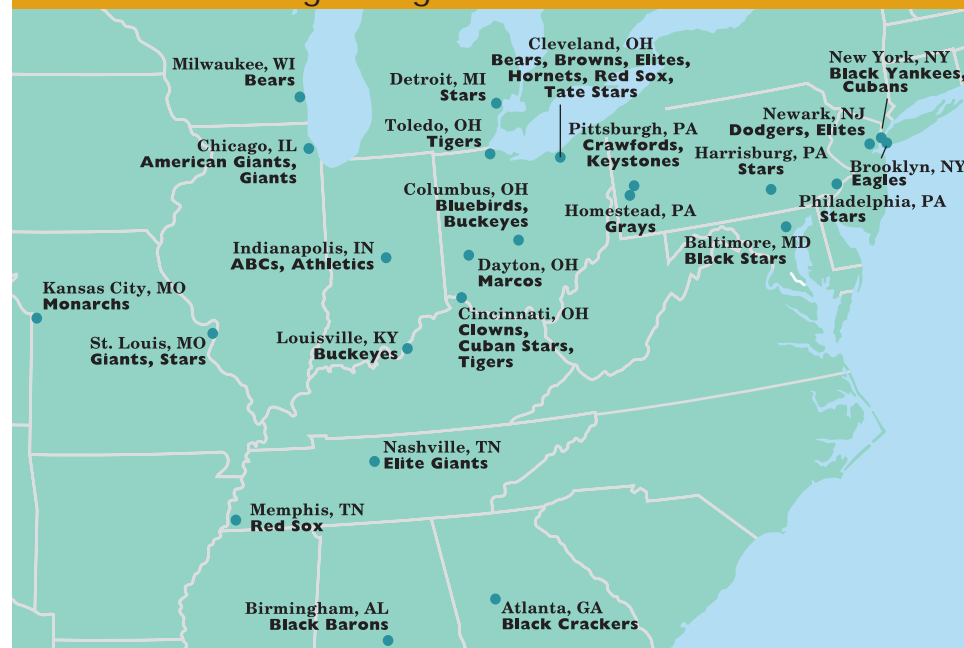 Milwaukee, WI
Bears
Detroit, MI
Stars
Cleveland, OH
Bears, Browns, Elites,
Hornets, Red Sox,
Tate Stars
New York, NY
Black Yankees,
Cubans
Toledo, OH
Tigers
Pittsburgh, PA
Crawfords,
Keystones
Newark, NJ
Dodgers, Elites
Chicago, IL
American Giants,
Giants
Harrisburg, PA
Stars
Brooklyn, NY
Eagles
Columbus, OH
Bluebirds,
Buckeyes
Homestead, PA
Grays
Philadelphia, PA
Stars
Indianapolis, IN
ABCs, Athletics
Dayton, OH
Marcos
Baltimore, MD
Black Stars
Kansas City, MO
Monarchs
St. Louis, MO
Giants, Stars
Louisville, KY
Buckeyes
Cincinnati, OH
Clowns,
Cuban Stars,
Tigers
Nashville, TN
Elite Giants
Memphis, TN
Red Sox
Birmingham, AL
Black Barons
Atlanta, GA
Black Crackers